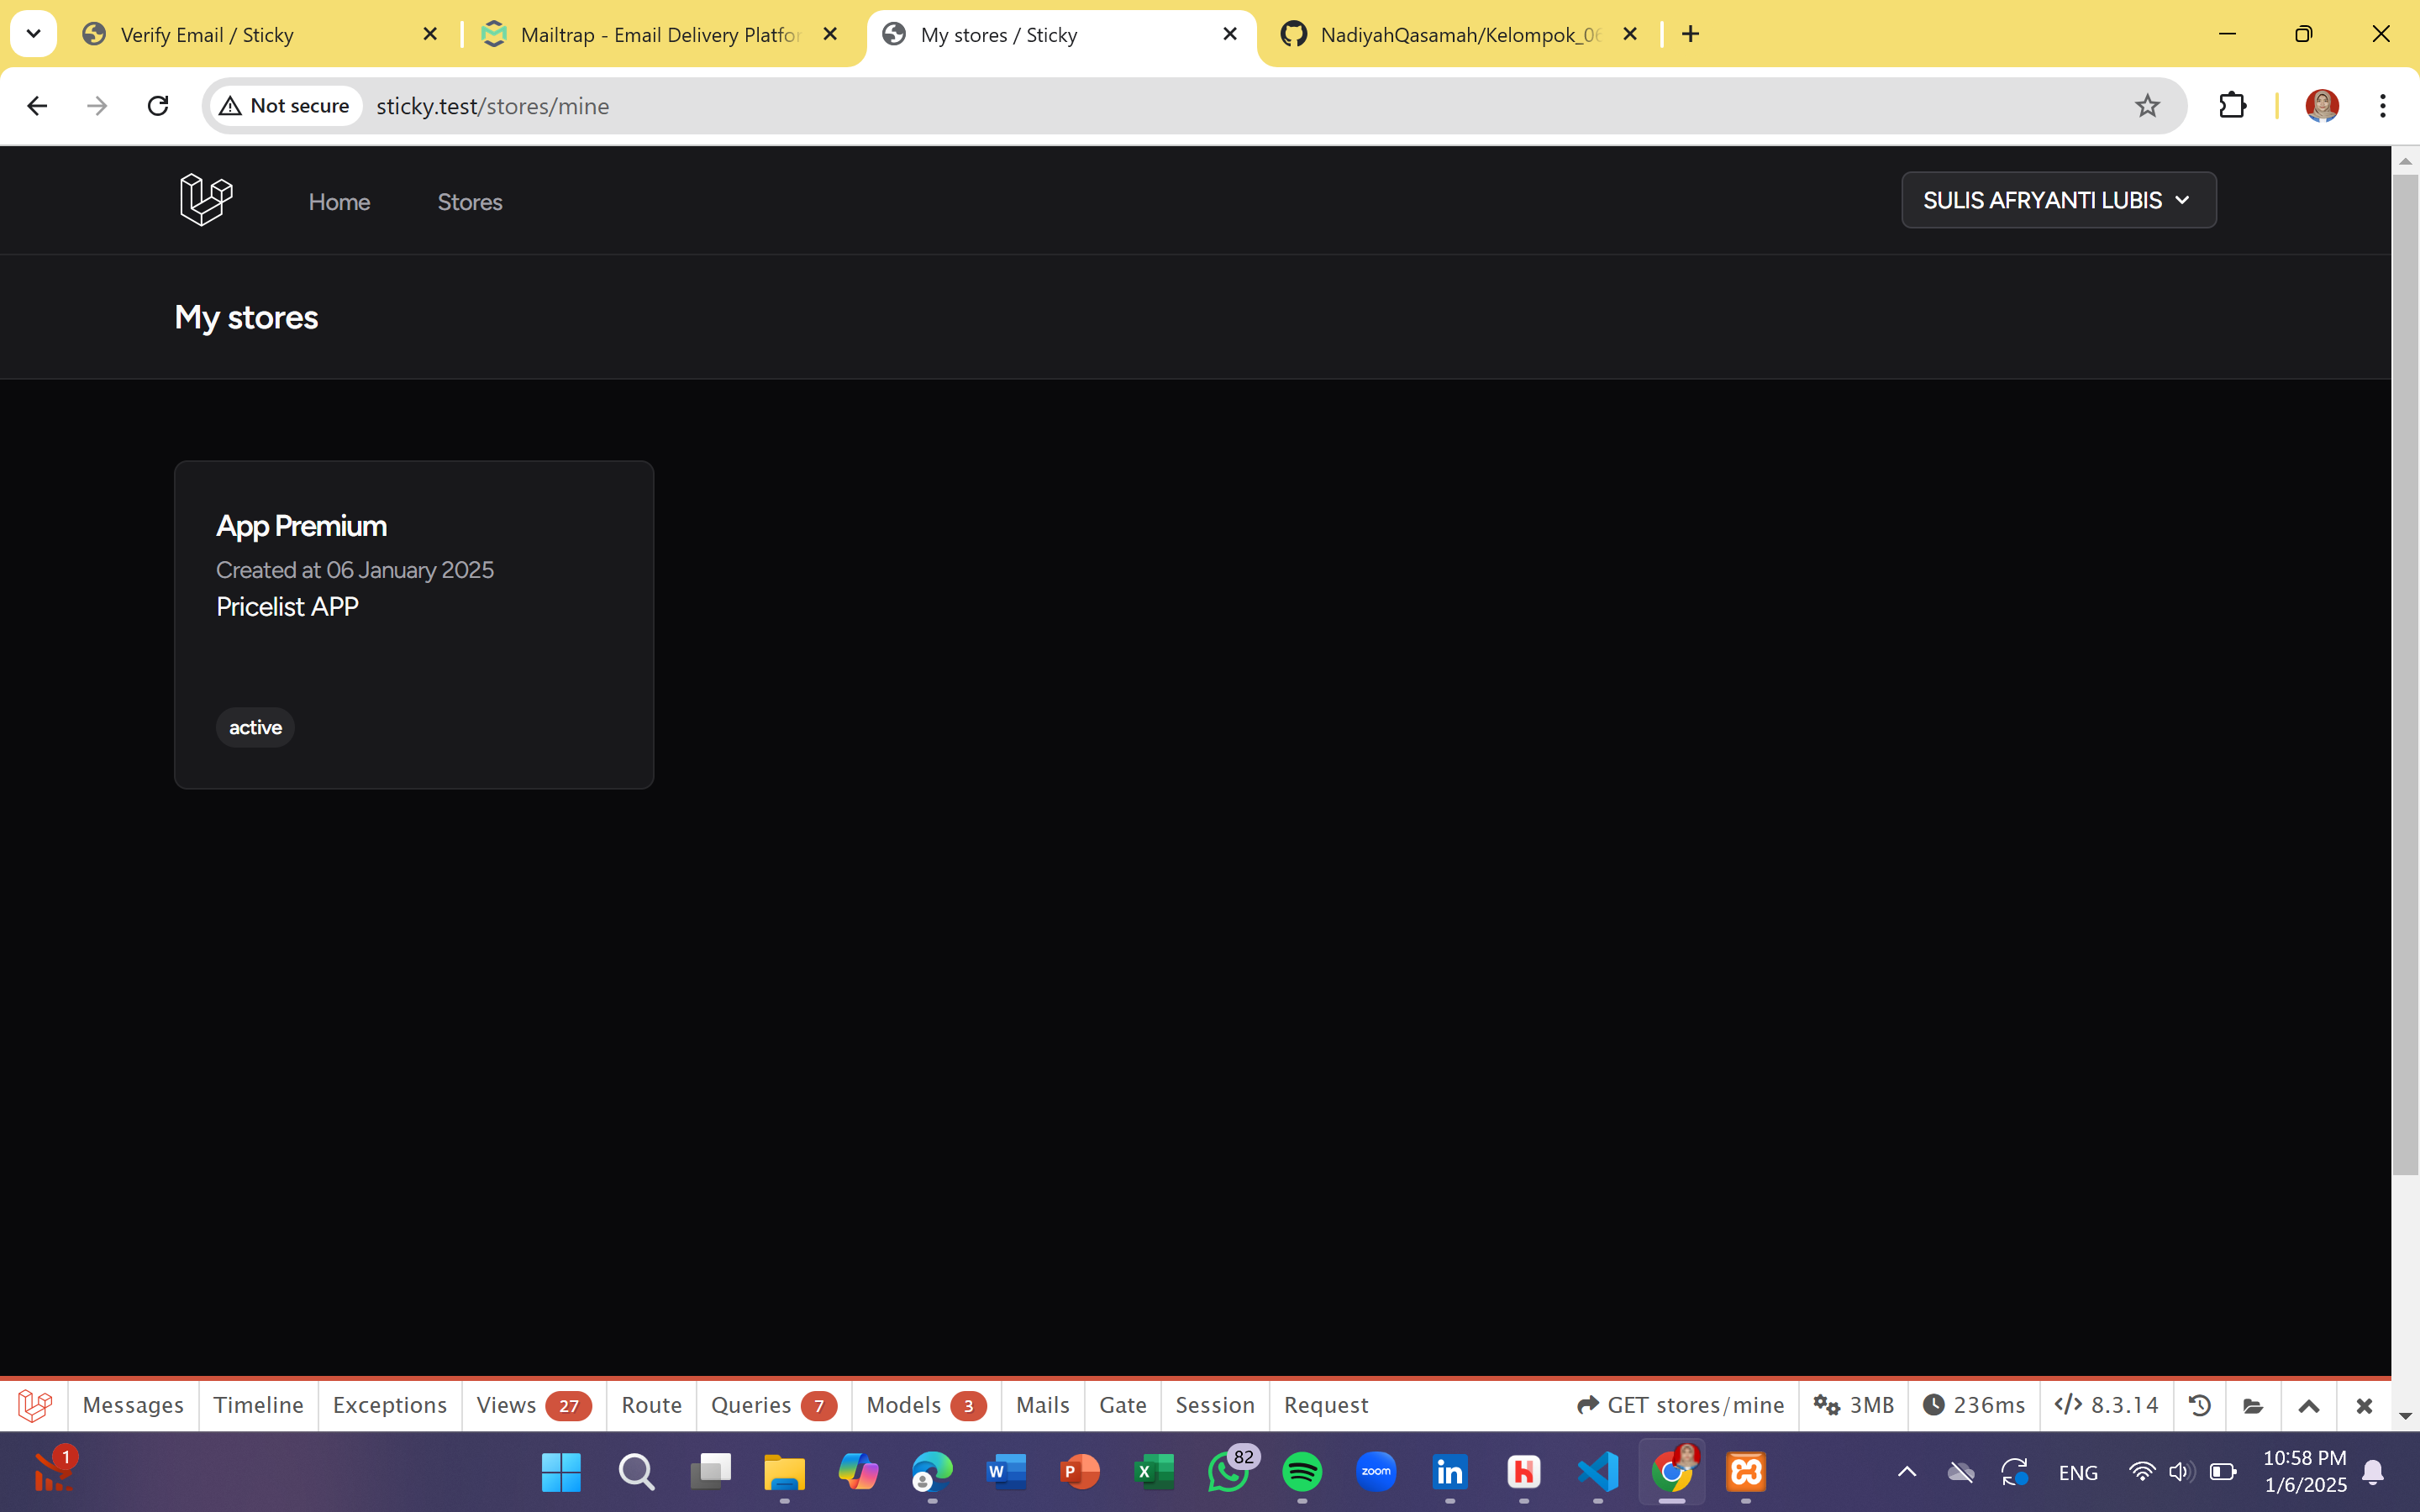 Verify Email / Sticky
Mailtrap - Email Delivery Platfor
My stores / Sticky
NadiyahQasamah/Kelompok_06
Not secure
sticky.test/stores/mine
Home
Stores
SULIS AFRYANTI LUBIS
My stores
App Premium
Created at 06 January 2025
Pricelist APP
active
Messages
Timeline
Exceptions
Views 27
Route
Queries 7
Models 3
Mails
Gate
Session
Request
GET stores/mine
3MB
236ms
8.3.14
1
W
P
X
82
zoom
in
h
ENG
10:58 PM
1/6/2025